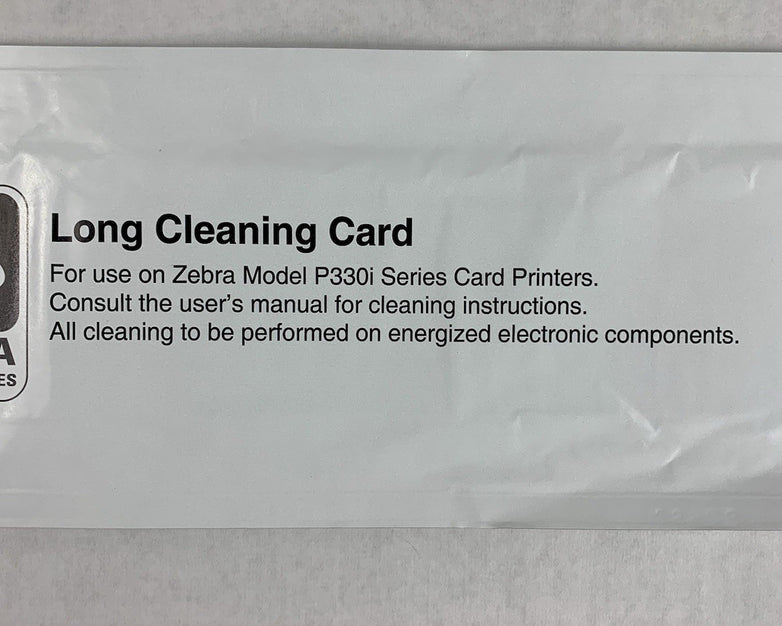 Long Cleaning Card
For use on Zebra Model P330i Series Card Printers.
Consult the user's manual for cleaning instructions.
All cleaning to be performed on energized electronic components.